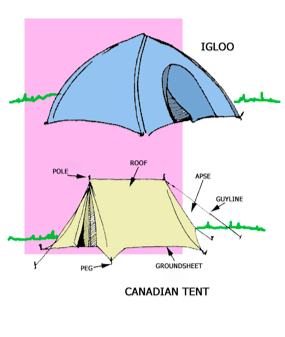 IGLOO
ROOF
POLE
APSE
GUYLINE
PEG
GROUNDSHEET
CANADIAN TENT